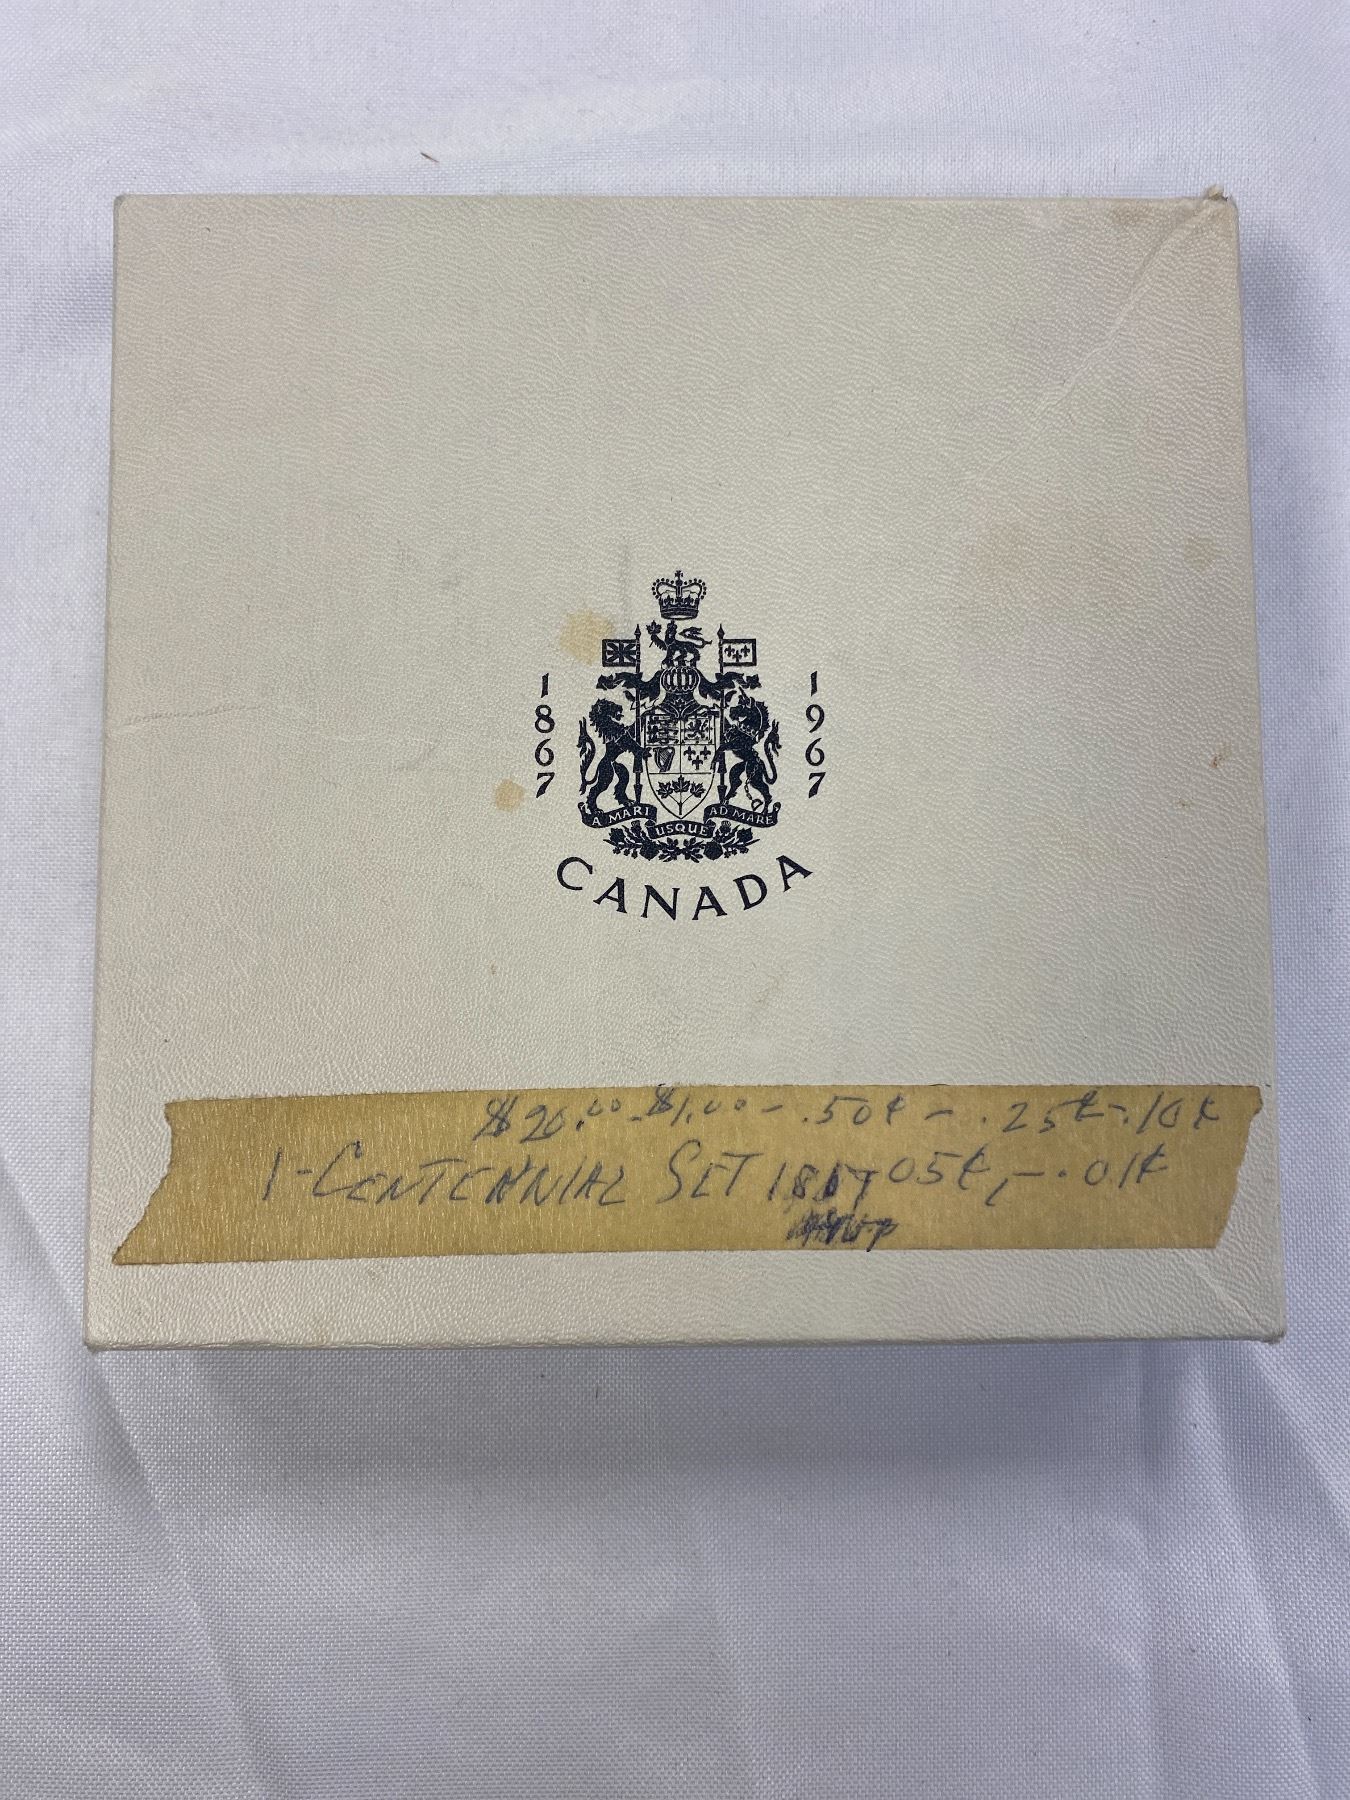 1867
1967
A MARI USQUE AD MARE
CANADA
$20.00 - $1.00 - .50¢ - .25¢ - .10¢
1-CENTENNIAL SET 1867 .05¢, - .01¢